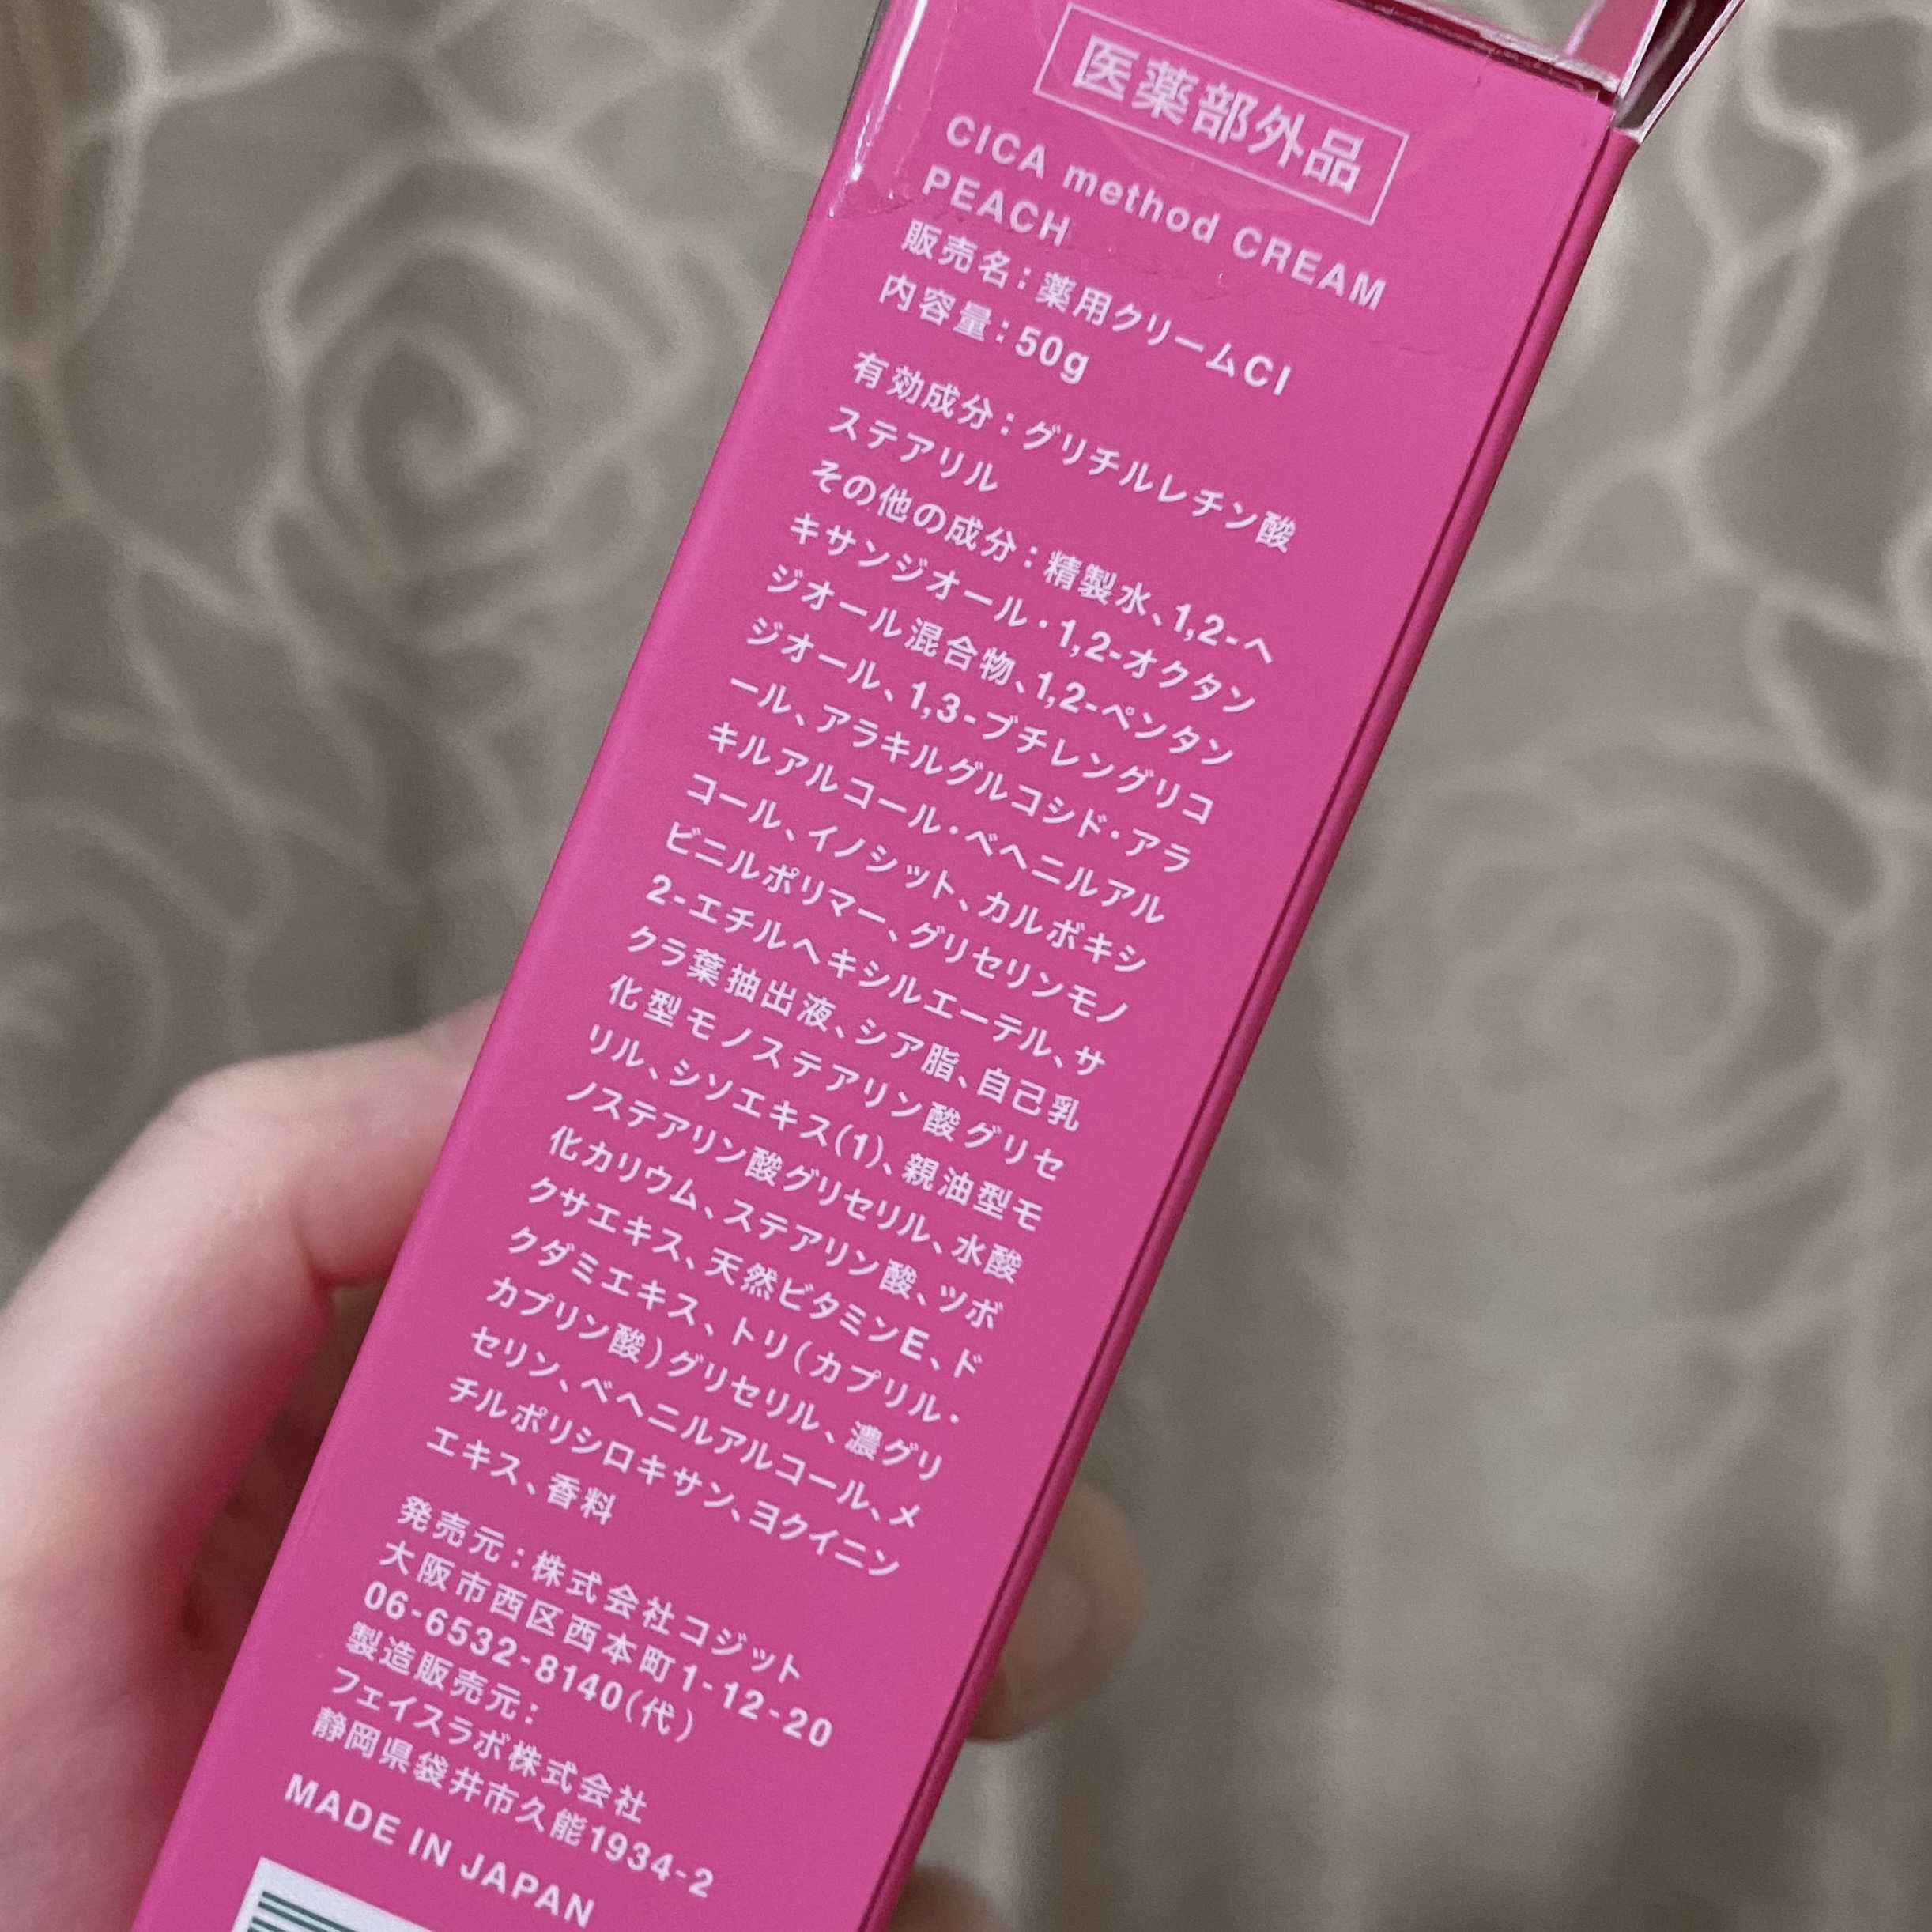 医薬部外品
CICA method CREAM
PEACH
販売名：薬用クリームCI
内容量：50g
有効成分：グリチルレチン酸
ステアリル
その他の成分：精製水、1,2-ヘ
キサンジオール・1,2-オクタン
ジオール混合物、1,2-ペンタン
ジオール、1,3-ブチレングリコ
ール、アラキルグルコシド・アラ
キルアルコール・ベヘニルアル
コール、イノシット、カルボキシ
ビニルポリマー、グリセリンモノ
2-エチルヘキシルエーテル、サ
クラ葉抽出液、シア脂、自己乳
化型モノステアリン酸グリセ
リル、シソエキス(1)、親油型モ
ノステアリン酸グリセリル、水酸
化カリウム、ステアリン酸、ツボ
クサエキス、天然ビタミンE、ド
クダミエキス、トリ(カプリル・
カプリン酸)グリセリル、濃グリ
セリン、ベヘニルアルコール、メ
チルポリシロキサン、ヨクイニン
エキス、香料
発売元：株式会社コジット
大阪市西区西本町1-12-20
06-6532-8140(代)
製造販売元：
フェイスラボ株式会社
静岡県袋井市久能1934-2
MADE IN JAPAN